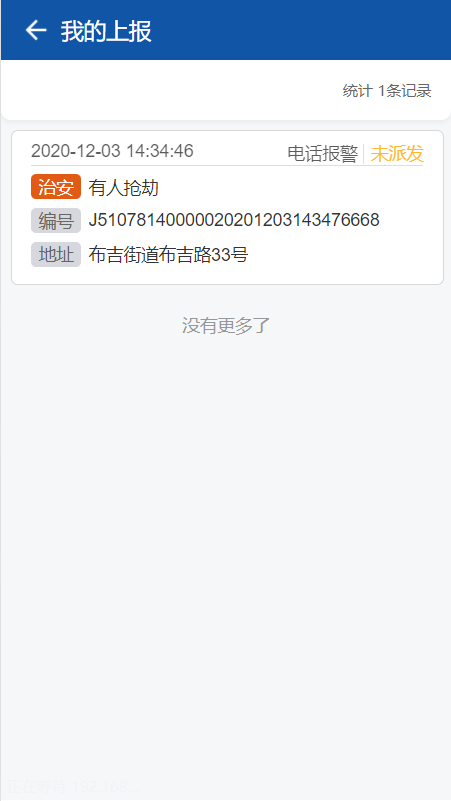 我的上报
统计 1条记录
2020-12-03 14:34:46 电话报警 未派发
治安 有人抢劫
编号 J5107814000002020120314347​6668
地址 布吉街道布吉路33号
没有更多了